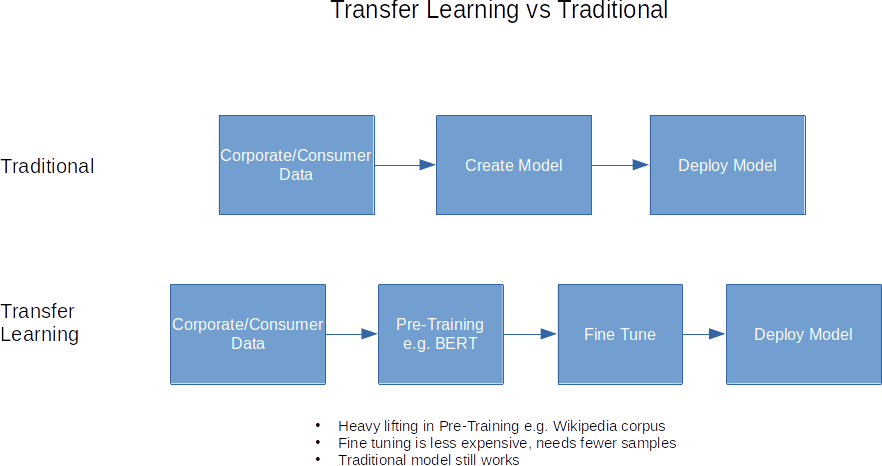 Transfer Learning vs Traditional
Traditional
Corporate/Consumer
Data
Create Model
Deploy Model
Transfer
Learning
Corporate/Consumer
Data
Pre-Training
e.g. BERT
Fine Tune
Deploy Model
• Heavy lifting in Pre-Training e.g. Wikipedia corpus
• Fine tuning is less expensive, needs fewer samples
• Traditional model still works